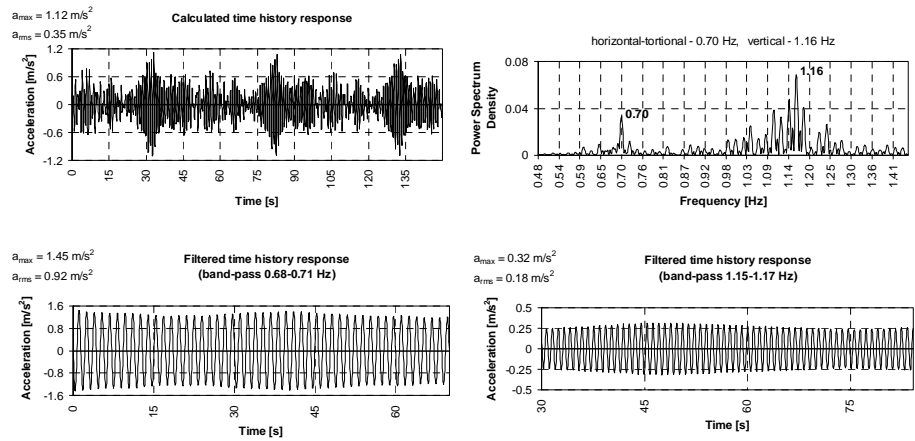 a_max = 1.12 m/s²
a_rms = 0.35 m/s²
Calculated time history response
Acceleration [m/s²]
1.2
0.6
0
-0.6
-1.2
0 15 30 45 60 75 90 105 120 135
Time [s]
horizontal-tortional - 0.70 Hz, vertical - 1.16 Hz
Power Spectrum
Density
0.08
0.04
0
0.70
1.16
0.48 0.54 0.59 0.65 0.70 0.76 0.81 0.87 0.92 0.98 1.03 1.09 1.14 1.20 1.25 1.30 1.36 1.41
Frequency [Hz]
a_max = 1.45 m/s²
a_rms = 0.92 m/s²
Filtered time history response
(band-pass 0.68-0.71 Hz)
Acceleration [m/s²]
1.6
0.8
0
-0.8
-1.6
0 15 30 45 60
Time [s]
a_max = 0.32 m/s²
a_rms = 0.18 m/s²
Filtered time history response
(band-pass 1.15-1.17 Hz)
Acceleration [m/s²]
0.5
0.25
0
-0.25
-0.5
30 45 60 75
Time [s]